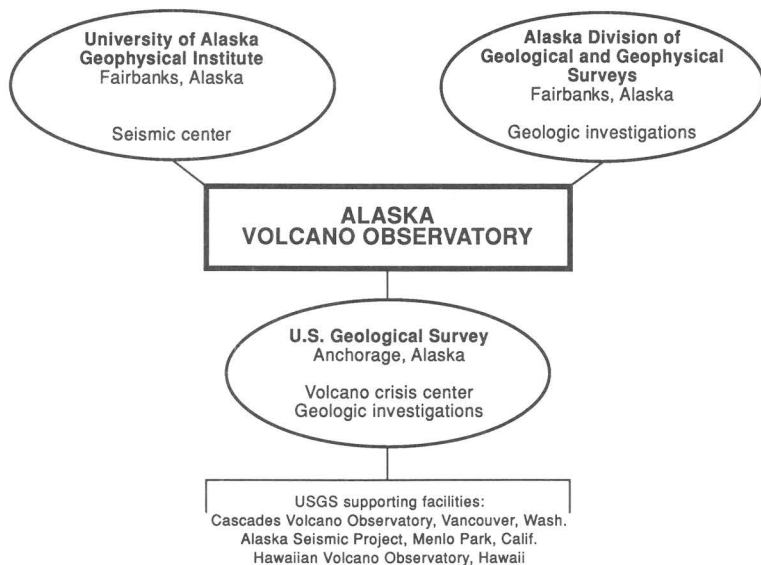 University of Alaska
Geophysical Institute
Fairbanks, Alaska
Seismic center
Alaska Division of
Geological and Geophysical
Surveys
Fairbanks, Alaska
Geologic investigations
ALASKA
VOLCANO OBSERVATORY
U.S. Geological Survey
Anchorage, Alaska
Volcano crisis center
Geologic investigations
USGS supporting facilities:
Cascades Volcano Observatory, Vancouver, Wash.
Alaska Seismic Project, Menlo Park, Calif.
Hawaiian Volcano Observatory, Hawaii